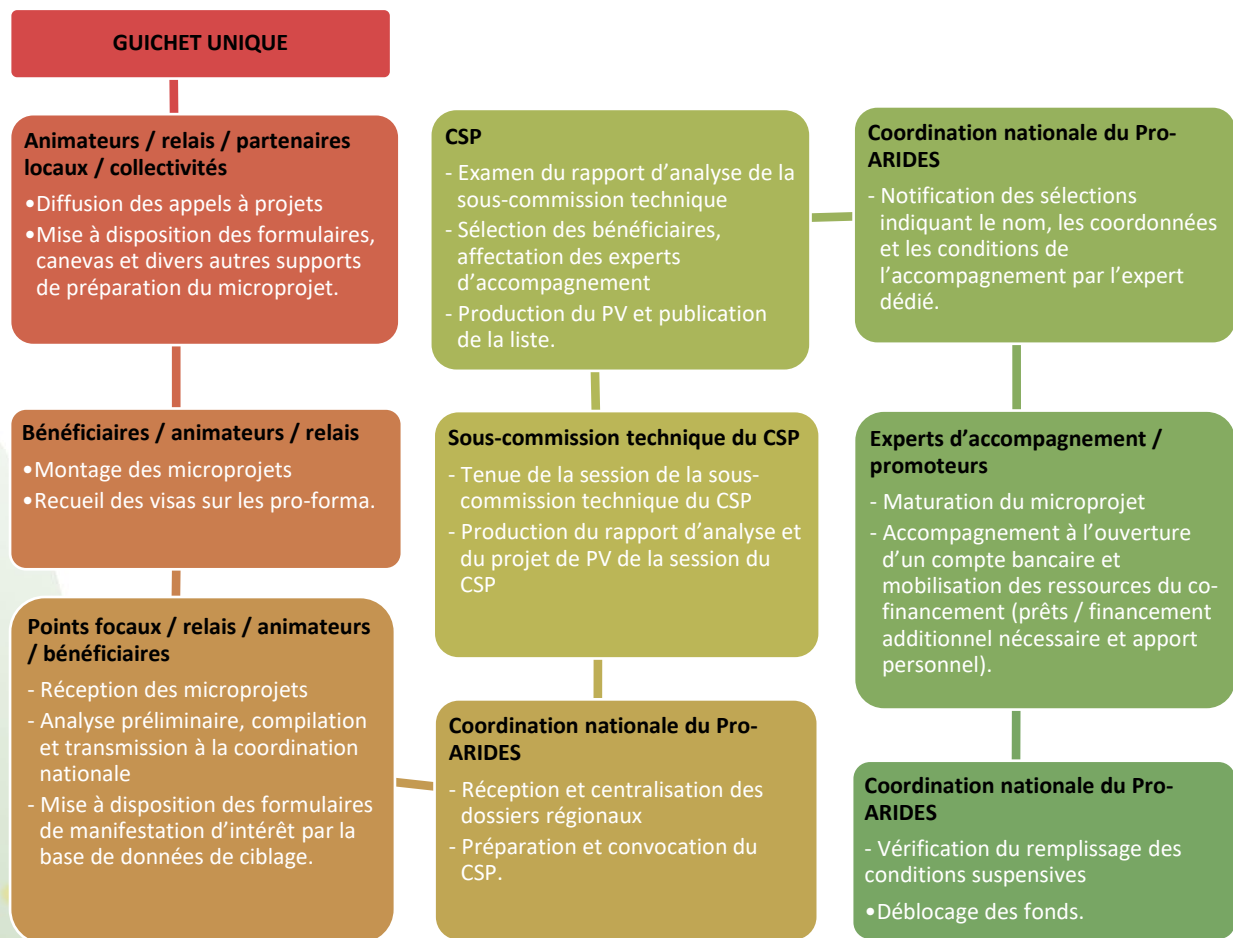 GUICHET UNIQUE
Animateurs / relais / partenaires
locaux / collectivités
•Diffusion des appels à projets
•Mise à disposition des formulaires,
canevas et divers autres supports
de préparation du microprojet.
Bénéficiaires / animateurs / relais
•Montage des microprojets
•Recueil des visas sur les pro-forma.
Points focaux / relais / animateurs
/ bénéficiaires
- Réception des microprojets
- Analyse préliminaire, compilation
et transmission à la coordination
nationale
- Mise à disposition des formulaires
de manifestation d’intérêt par la
base de données de ciblage.
Coordination nationale du Pro-
ARIDES
- Réception et centralisation des
dossiers régionaux
- Préparation et convocation du
CSP.
Sous-commission technique du CSP
- Tenue de la session de la sous-
commission technique du CSP
- Production du rapport d’analyse et
du projet de PV de la session du
CSP
CSP
- Examen du rapport d’analyse de la
sous-commission technique
- Sélection des bénéficiaires,
affectation des experts
d’accompagnement
- Production du PV et publication
de la liste.
Coordination nationale du Pro-
ARIDES
- Notification des sélections
indiquant le nom, les coordonnées
et les conditions de
l’accompagnement par l’expert
dédié.
Experts d’accompagnement /
promoteurs
- Maturation du microprojet
- Accompagnement à l’ouverture
d’un compte bancaire et
mobilisation des ressources du co-
financement (prêts / financement
additionnel nécessaire et apport
personnel).
Coordination nationale du Pro-
ARIDES
- Vérification du remplissage des
conditions suspensives
•Déblocage des fonds.